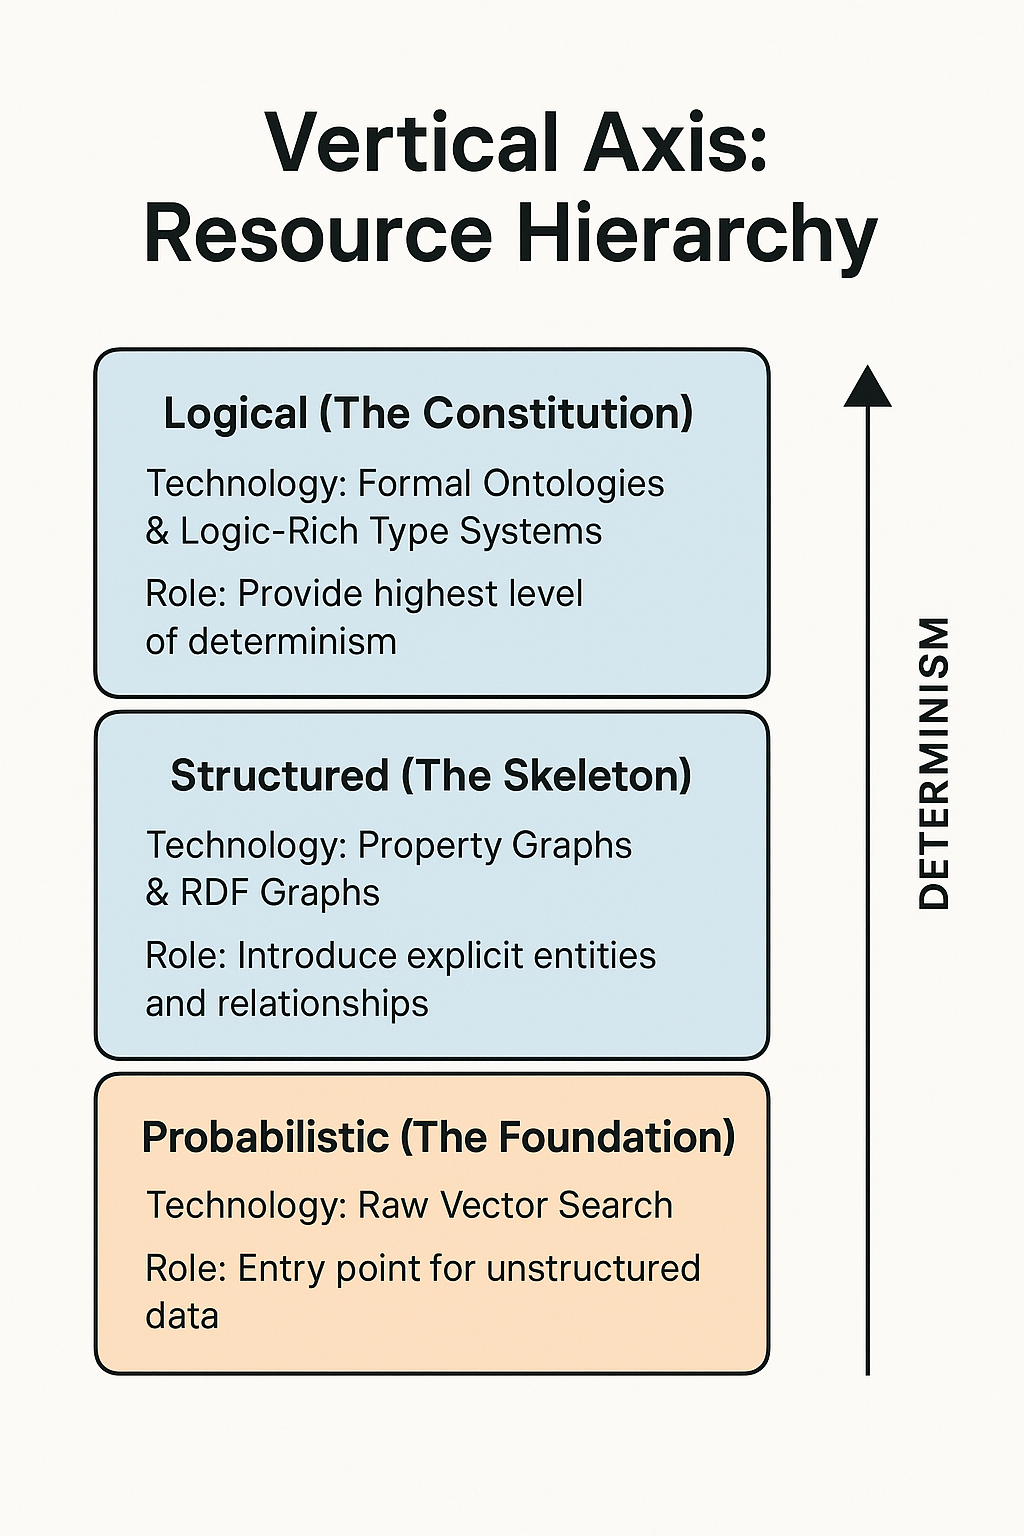 Vertical Axis:
Resource Hierarchy
Logical (The Constitution)
Technology: Formal Ontologies
& Logic-Rich Type Systems
Role: Provide highest level
of determinism
Structured (The Skeleton)
Technology: Property Graphs
& RDF Graphs
Role: Introduce explicit entities
and relationships
Probabilistic (The Foundation)
Technology: Raw Vector Search
Role: Entry point for unstructured
data
DETERMINISM